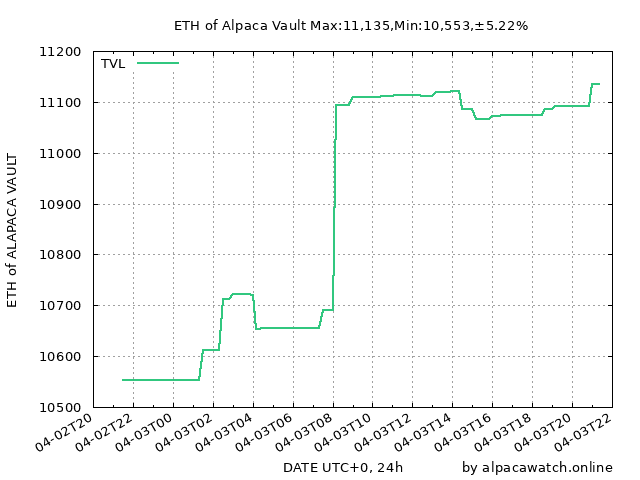 ETH of Alpaca Vault Max:11,135,Min:10,553,±5.22%
TVL
11200
11100
11000
10900
10800
10700
10600
10500
ETH of ALAPACA VAULT
04-02T20
04-02T22
04-03T00
04-03T02
04-03T04
04-03T06
04-03T08
04-03T10
04-03T12
04-03T14
04-03T16
04-03T18
04-03T20
04-03T22
DATE UTC+0, 24h
by alpacawatch.online